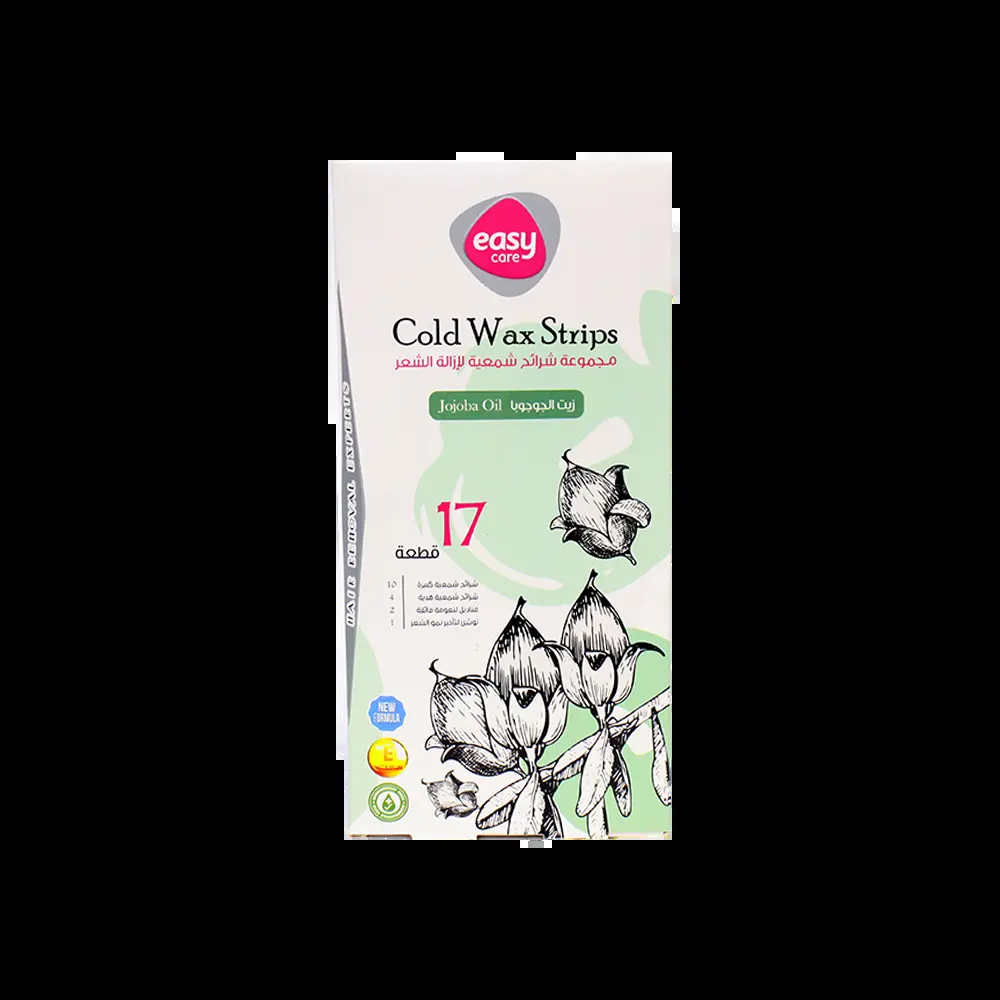 easy
care
Cold Wax Strips
مجموعة شرائح شمعية لإزالة الشعر
Jojoba Oil زيت الجوجوبا
17
قطعة
10 شرائح شمعية كبيرة
4 شرائح شمعية هدية
2 مناديل لنعومة فائقة
1 لوشن لتأخير نمو الشعر
HAIR REMOVAL EXPERTS
NEW
FORMULA
E